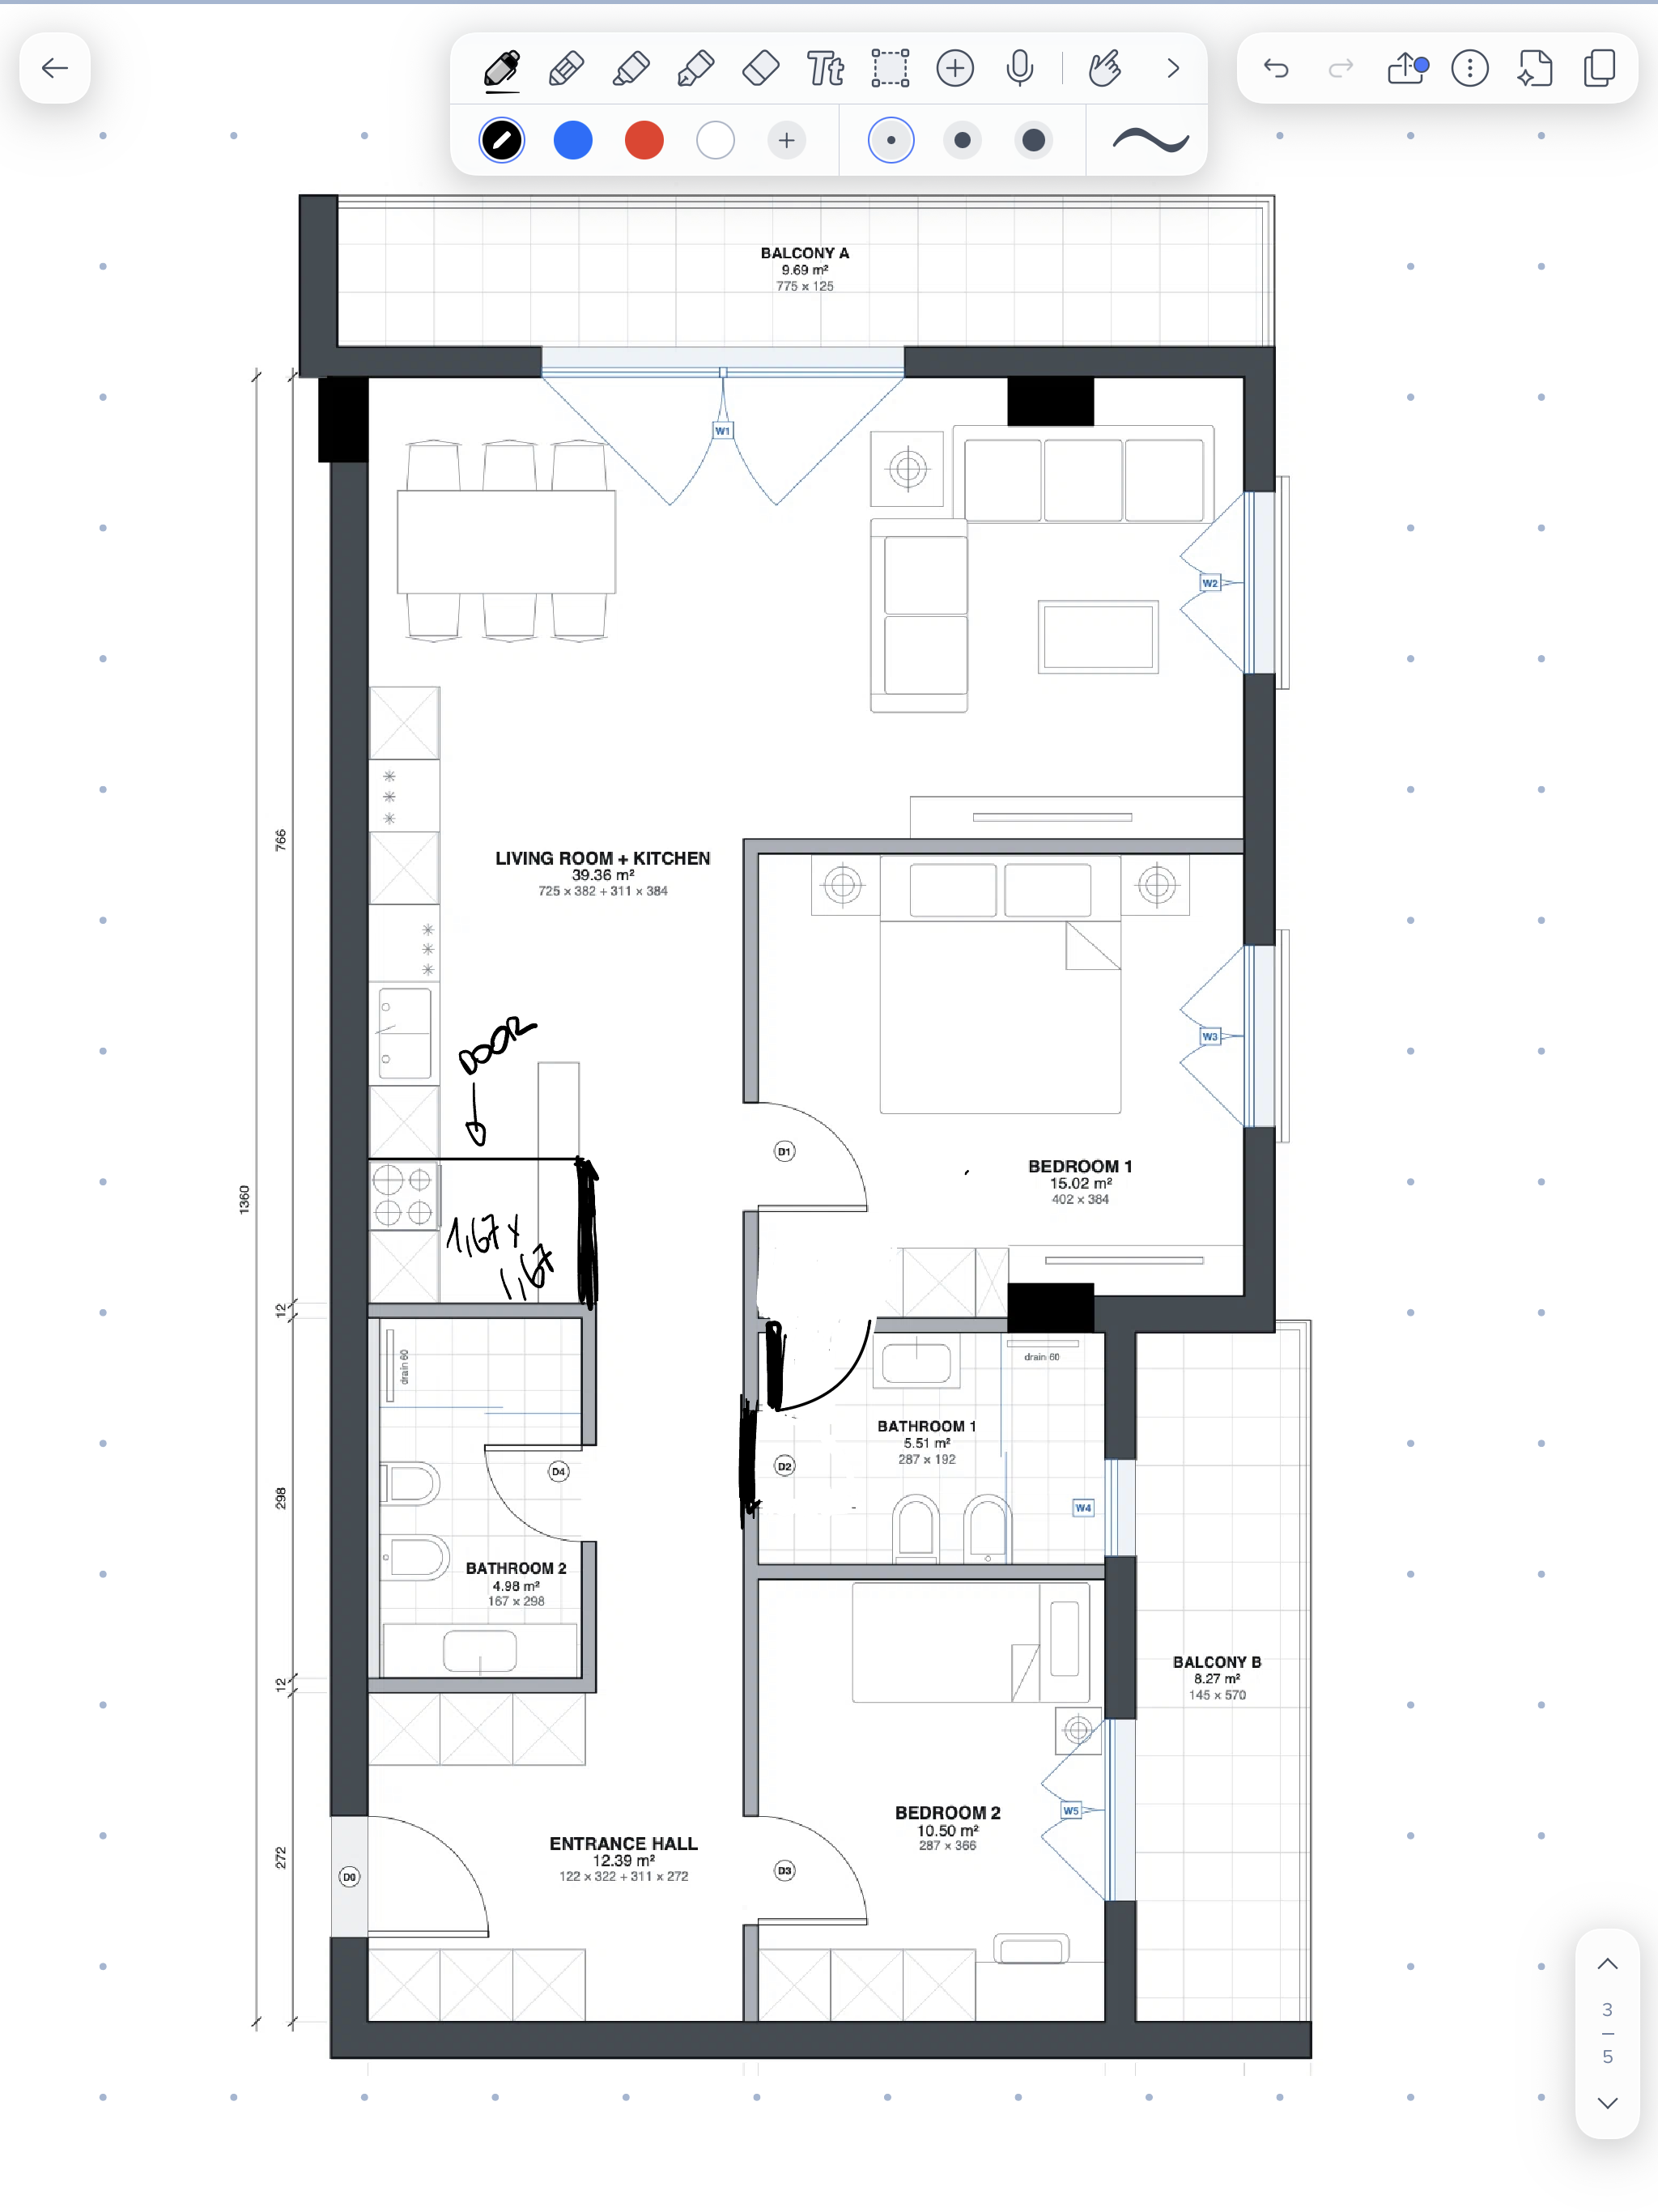 Tt
BALCONY A
9.69 m²
775 x 125
W1
W2
766
LIVING ROOM + KITCHEN
39.36 m²
725 x 382 + 311 x 384
DOOR
W3
D1
BEDROOM 1
15.02 m²
402 x 384
1360
1,67 x
1,67
12
drain 60
drain 60
BATHROOM 1
5.51 m²
287 x 192
D2
D4
298
W4
BATHROOM 2
4.98 m²
167 x 298
12
BALCONY B
8.27 m²
145 x 570
BEDROOM 2
10.50 m²
287 x 366
W5
ENTRANCE HALL
12.39 m²
122 x 322 + 311 x 272
272
D0
D3
3
5